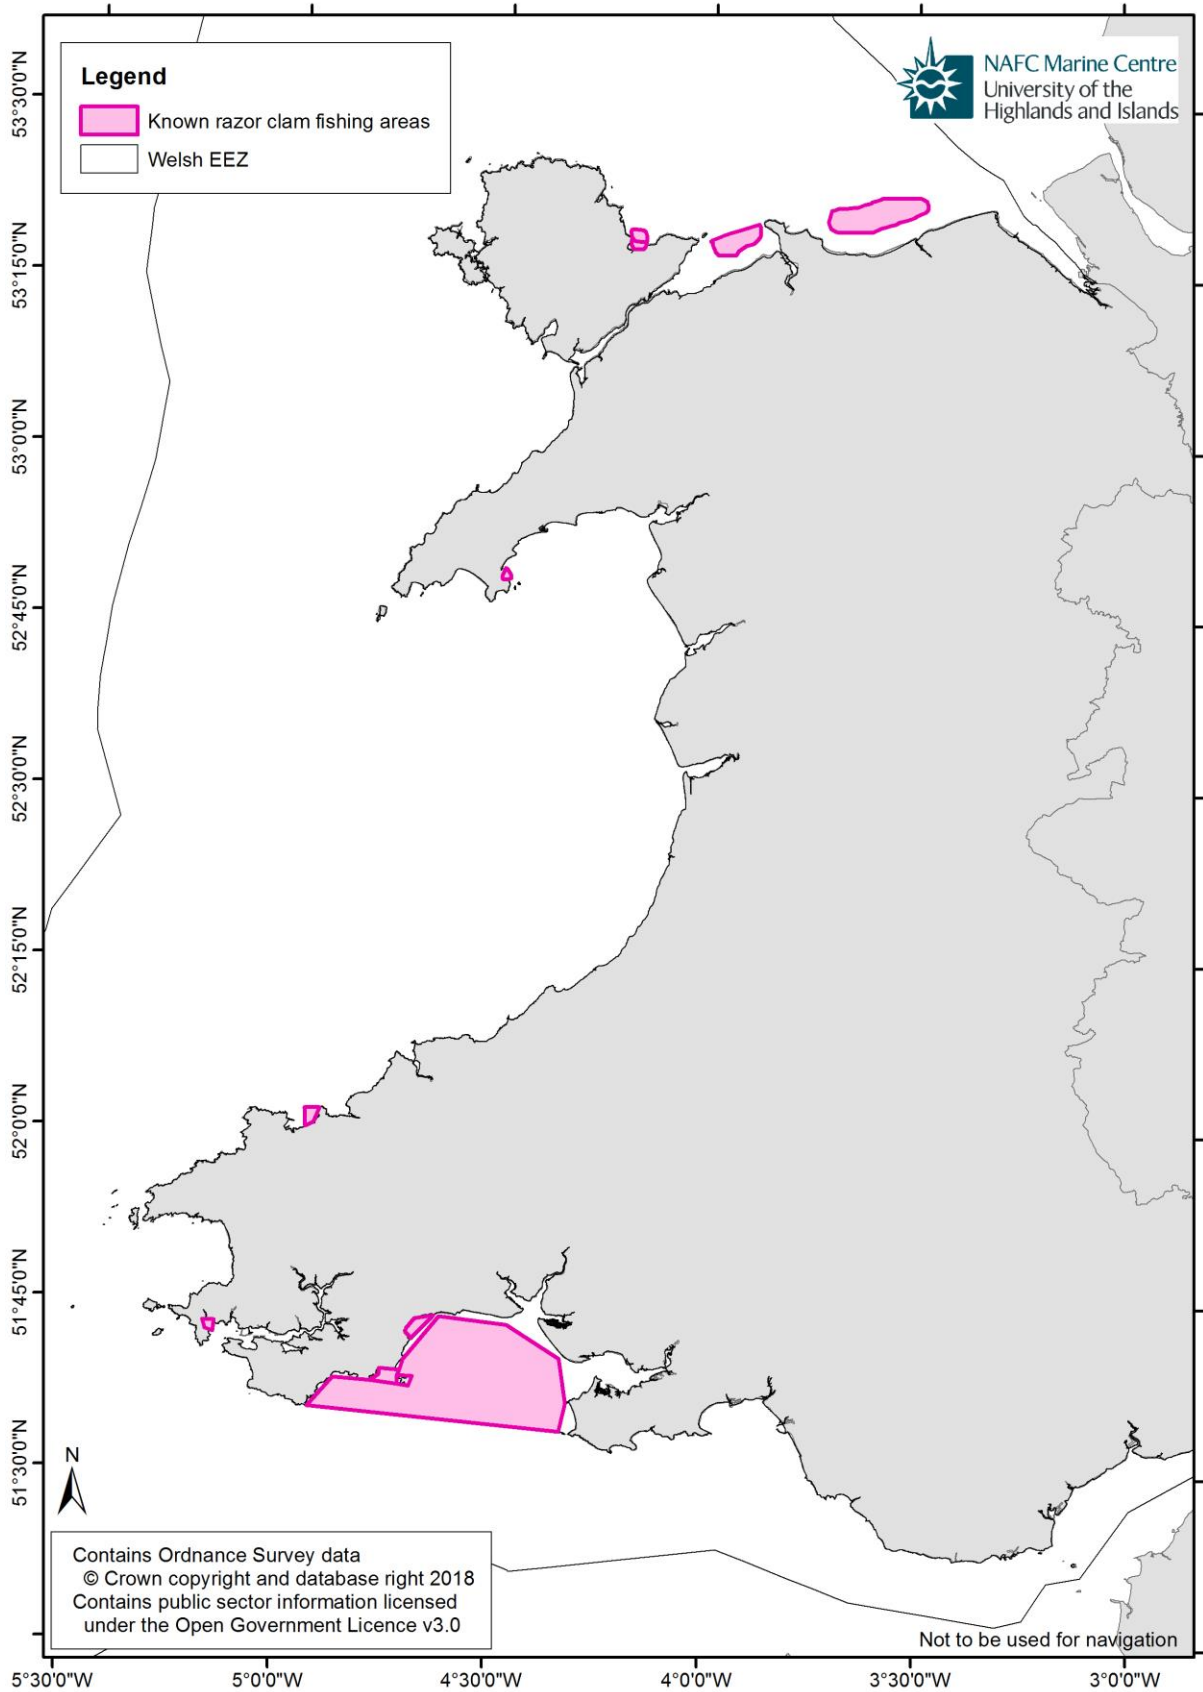 Legend
Known razor clam fishing areas
Welsh EEZ
NAFC Marine Centre
University of the
Highlands and Islands
53°30'0"N
53°15'0"N
53°0'0"N
52°45'0"N
52°30'0"N
52°15'0"N
52°0'0"N
51°45'0"N
51°30'0"N
N
Contains Ordnance Survey data
© Crown copyright and database right 2018
Contains public sector information licensed
under the Open Government Licence v3.0
Not to be used for navigation
5°30'0"W
5°0'0"W
4°30'0"W
4°0'0"W
3°30'0"W
3°0'0"W